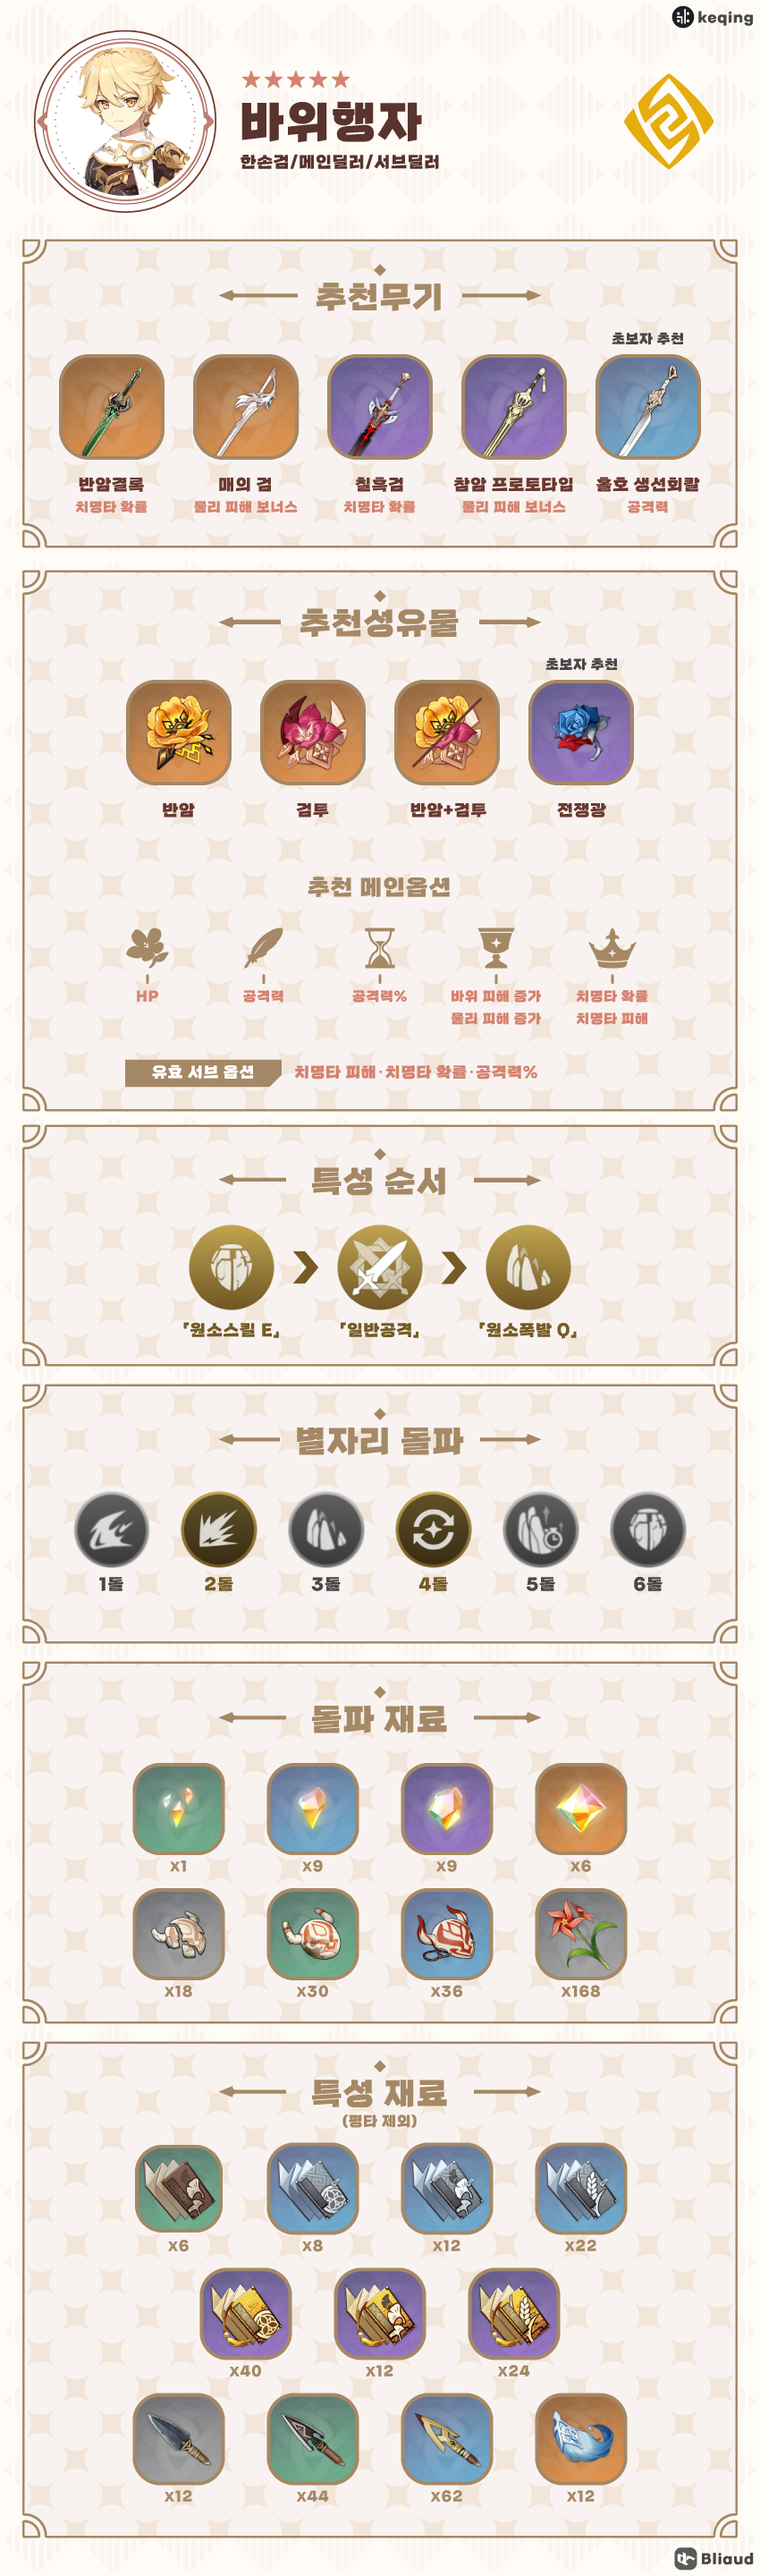 keqing
바위행자
한손검/메인딜러/서브딜러
추천무기
초보자 추천
반암결록
매의 검
칠흑검
참암 프로토타입
용호 생선회칼
치명타 확률
물리 피해 보너스
치명타 확률
물리 피해 보너스
공격력
추천성유물
초보자 추천
반암
검투
반암+검투
전쟁광
추천 메인옵션
HP
공격력
공격력%
바위 피해 증가
물리 피해 증가
치명타 확률
치명타 피해
유효 서브 옵션
치명타 피해·치명타 확률·공격력%
특성 순서
「원소스킬 E」
「일반공격」
「원소폭발 Q」
별자리 돌파
1돌
2돌
3돌
4돌
5돌
6돌
돌파 재료
x1
x9
x9
x6
x18
x30
x36
x168
특성 재료
(평타 제외)
x6
x8
x12
x22
x40
x12
x24
x12
x44
x62
x12
Bliaud